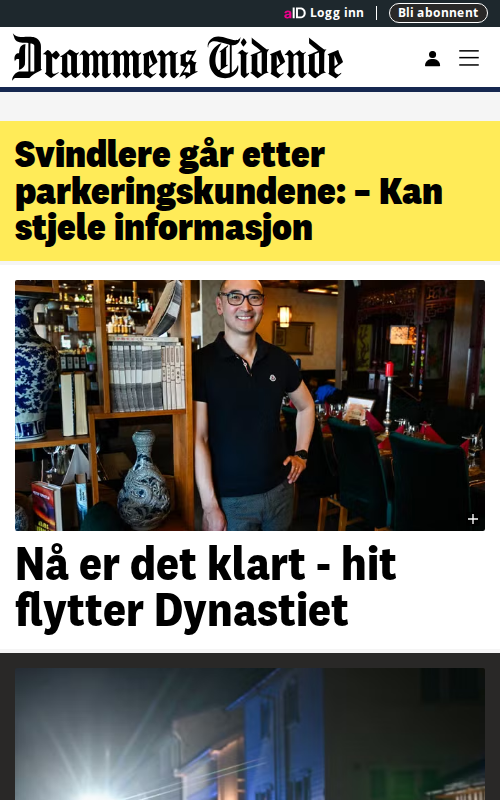 aID Logg inn
Bli abonnent
Drammens Tidende
Svindlere går etter
parkeringskundene: – Kan
stjele informasjon
Nå er det klart - hit
flytter Dynastiet